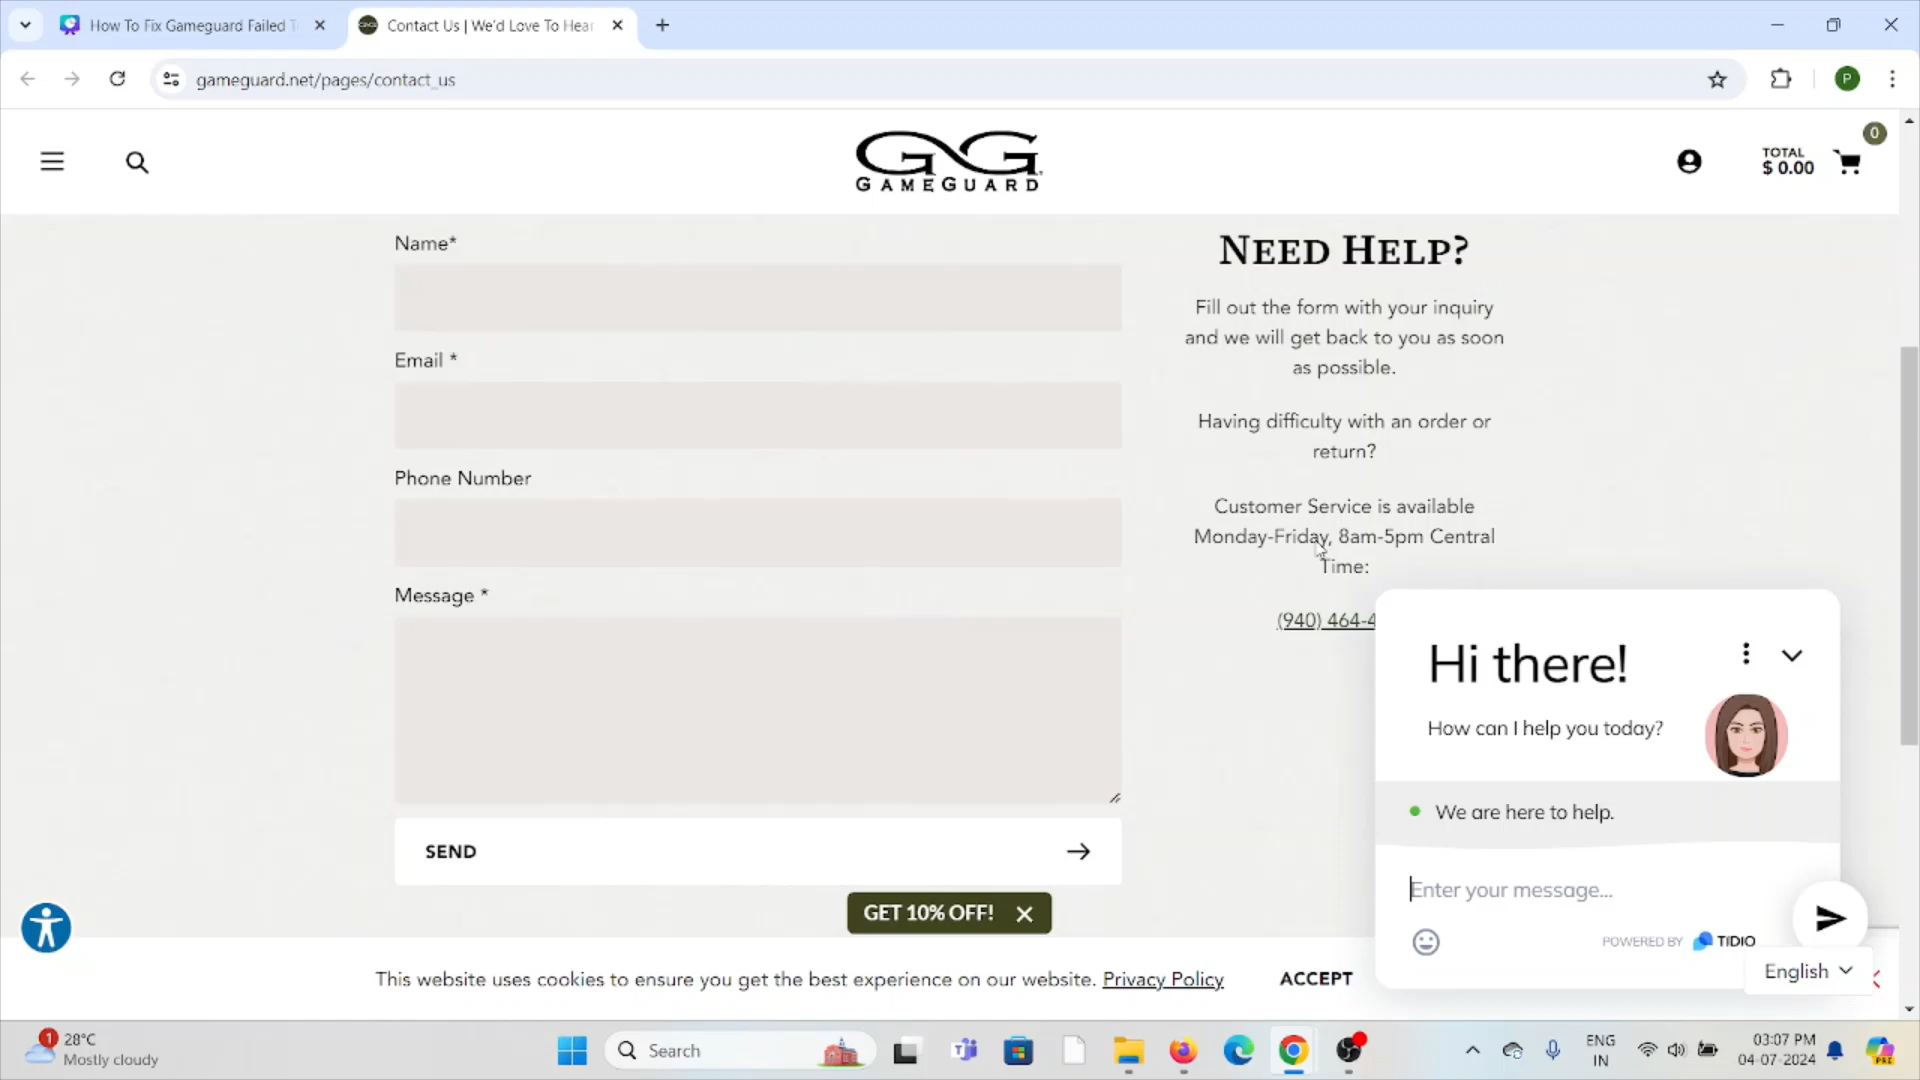 How To Fix Gameguard Failed T
Contact Us | We'd Love To Hear
gameguard.net/pages/contact_us
P
GG
GAMEGUARD
TOTAL
$ 0.00
0
Name*
Email *
Phone Number
Message *
SEND
NEED HELP?
Fill out the form with your inquiry
and we will get back to you as soon
as possible.
Having difficulty with an order or
return?
Customer Service is available
Monday-Friday, 8am-5pm Central
Time:
(940) 464-4
Hi there!
How can I help you today?
We are here to help.
Enter your message...
POWERED BY TIDIO
English
GET 10% OFF!
This website uses cookies to ensure you get the best experience on our website. Privacy Policy
ACCEPT
1
28°C
Mostly cloudy
Search
ENG
IN
03:07 PM
04-07-2024
PRE